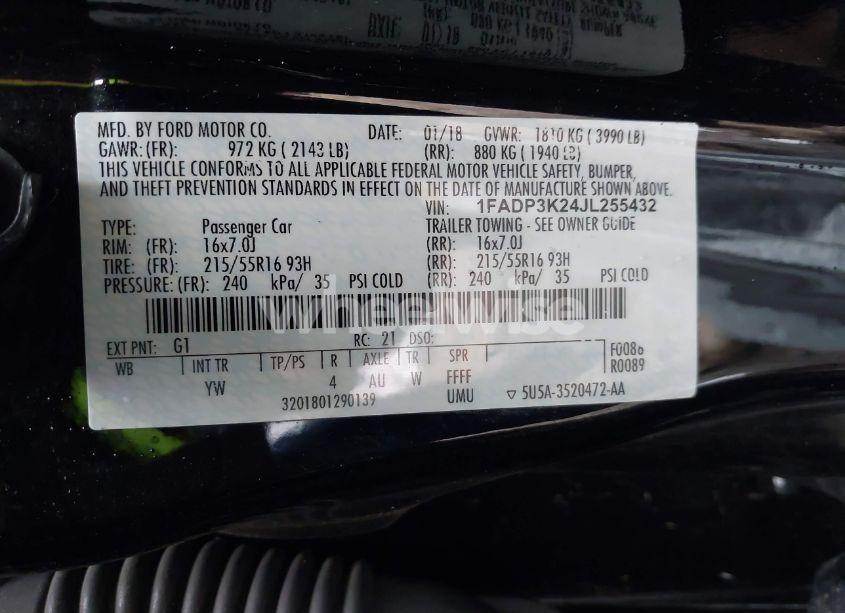 MFD. BY FORD MOTOR CO. DATE: 01/18 GVWR: 1810 KG ( 3990 LB)
GAWR: (FR): 972 KG ( 2143 LB) (RR): 880 KG ( 1940 LB)
THIS VEHICLE CONFORMS TO ALL APPLICABLE FEDERAL MOTOR VEHICLE SAFETY, BUMPER,
AND THEFT PREVENTION STANDARDS IN EFFECT ON THE DATE OF MANUFACTURE SHOWN ABOVE.
VIN: 1FADP3K24JL255432
TYPE: Passenger Car TRAILER TOWING - SEE OWNER GUIDE
RIM: (FR): 16x7.0J (RR): 16x7.0J
TIRE: (FR): 215/55R16 93H (RR): 215/55R16 93H
PRESSURE: (FR): 240 kPa/ 35 PSI COLD (RR): 240 kPa/ 35 PSI COLD
wheelwise
EXT PNT: G1 RC: 21 DSO: F0086
WB INT TR TP/PS R AXLE TR SPR R0089
YW 4 AU W FFFF
3201801290139 UMU ▽ 5U5A-3520472-AA